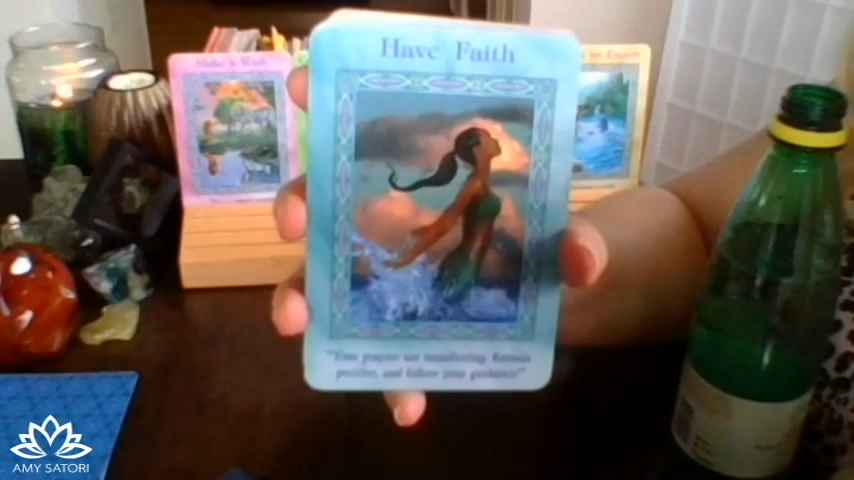 Have Faith
Make a Wish
"Your prayers are manifesting. Remain
positive, and follow your guidance!"
AMY SATORI